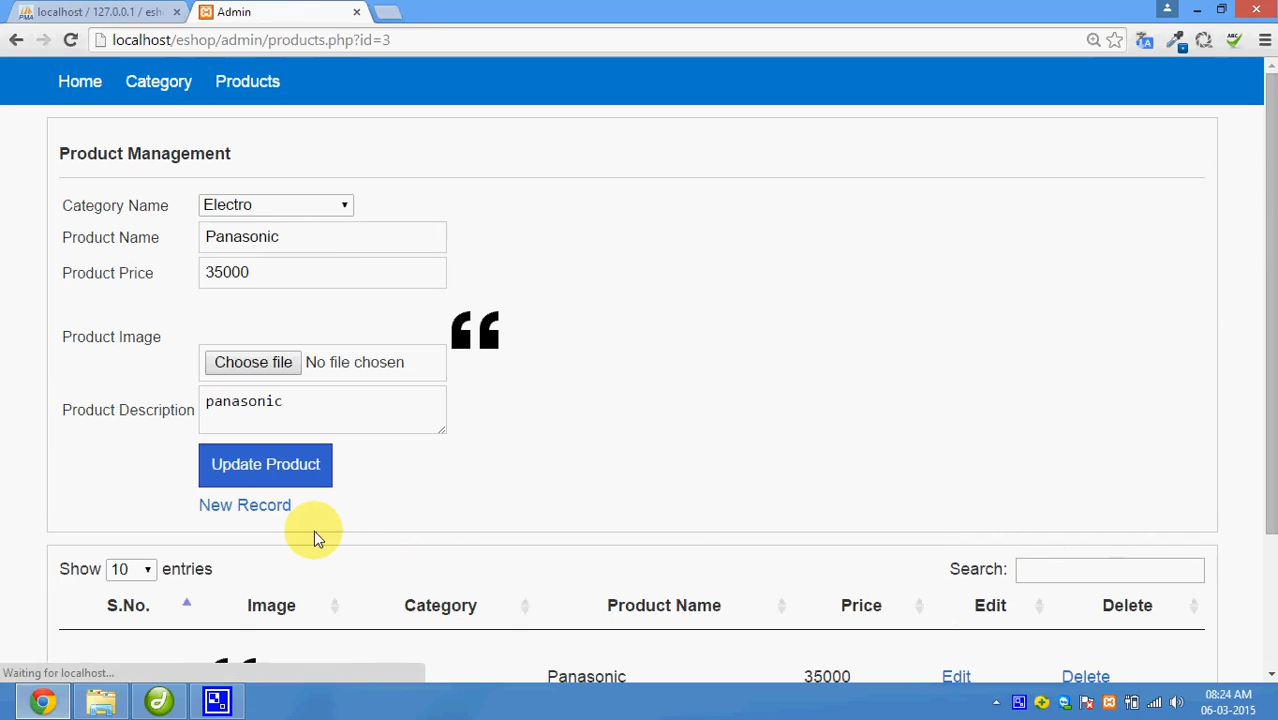 localhost / 127.0.0.1 / esh
Admin
localhost/eshop/admin/products.php?id=3
Home Category Products
Product Management
Category Name Electro
Product Name Panasonic
Product Price 35000
Product Image
Choose file No file chosen
Product Description panasonic
Update Product
New Record
Show 10 entries Search:
S.No. Image Category Product Name Price Edit Delete
Panasonic 35000 Edit Delete
Waiting for localhost...
08:24 AM
06-03-2015